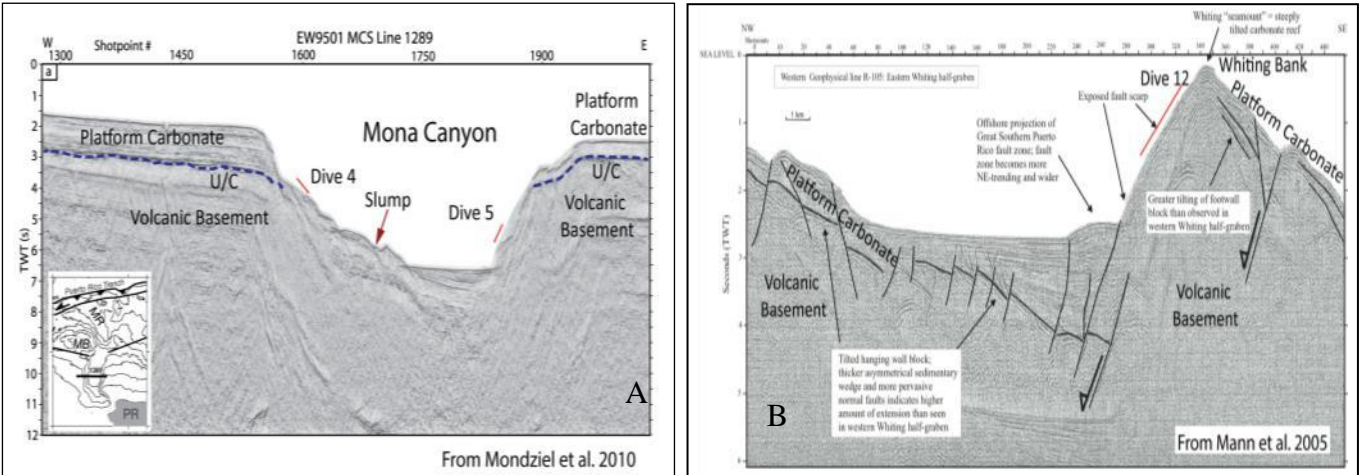 EW9501 MCS Line 1289
W
Shotpoint #
E
1300
1450
1600
1900
a
0
1
2
3
4
5
6
7
8
9
10
11
12
TWT (s)
Platform Carbonate
U/C
Volcanic Basement
Mona Canyon
Dive 4
Slump
Dive 5
Platform
Carbonate
U/C
Volcanic
Basement
Puerto Rico Trench
MR
MB
1289
PR
A
From Mondziel et al. 2010
NW
SE
SEA LEVEL
Western Geophysical line R-105: Eastern Whiting half-graben
1 km
Whiting "seamount" = steeply
tilted carbonate reef
Whiting Bank
Dive 12
Exposed fault scarp
Platform Carbonate
Offshore projection of
Great Southern Puerto
Rico fault zone; fault
zone becomes more
NE-trending and wider
Greater tilting of footwall
block than observed in
western Whiting half-graben
Platform Carbonate
Seconds (TWT)
Volcanic
Basement
Volcanic
Basement
Tilted hanging wall block;
thicker asymmetrical sedimentary
wedge and more pervasive
normal faults indicates higher
amount of extension than seen
in western Whiting half-graben
B
From Mann et al. 2005